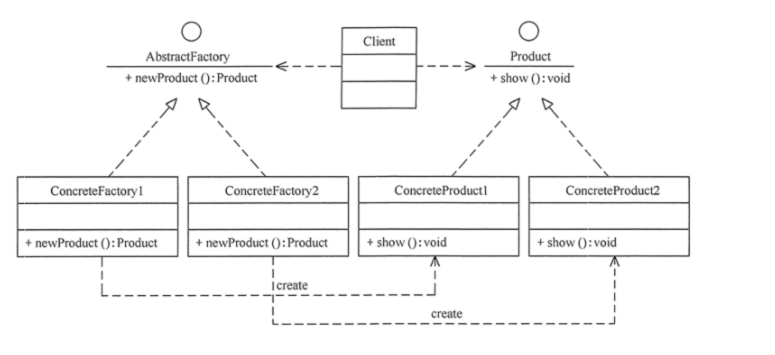 Client
AbstractFactory
Product
+ newProduct (): Product
+ show (): void
ConcreteFactory1
ConcreteFactory2
ConcreteProduct1
ConcreteProduct2
+ newProduct (): Product
+ newProduct (): Product
+ show (): void
+ show (): void
create
create